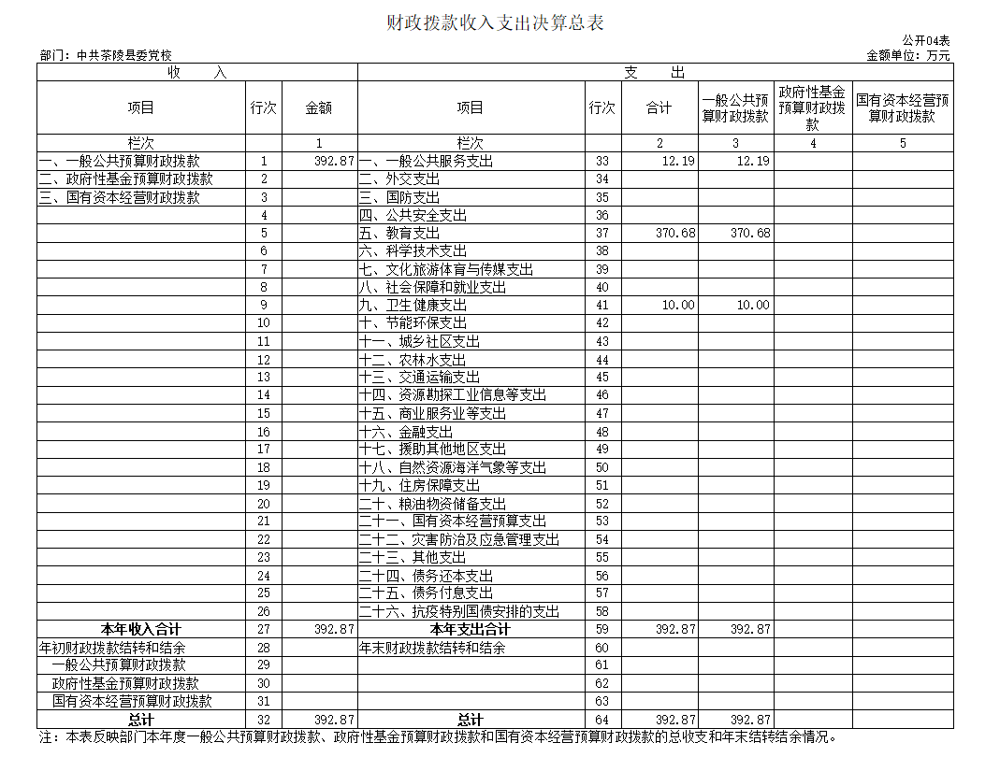 财政拨款收入支出决算总表
公开04表
部门：中共茶陵县委党校 金额单位：万元
收 入 支 出
项目 行次 金额 项目 行次 合计 一般公共预算财政拨款 政府性基金预算财政拨款 国有资本经营预算财政拨款
栏次 1 栏次 2 3 4 5
一、一般公共预算财政拨款 1 392.87 一、一般公共服务支出 33 12.19 12.19
二、政府性基金预算财政拨款 2 二、外交支出 34
三、国有资本经营财政拨款 3 三、国防支出 35
4 四、公共安全支出 36
5 五、教育支出 37 370.68 370.68
6 六、科学技术支出 38
7 七、文化旅游体育与传媒支出 39
8 八、社会保障和就业支出 40
9 九、卫生健康支出 41 10.00 10.00
10 十、节能环保支出 42
11 十一、城乡社区支出 43
12 十二、农林水支出 44
13 十三、交通运输支出 45
14 十四、资源勘探工业信息等支出 46
15 十五、商业服务业等支出 47
16 十六、金融支出 48
17 十七、援助其他地区支出 49
18 十八、自然资源海洋气象等支出 50
19 十九、住房保障支出 51
20 二十、粮油物资储备支出 52
21 二十一、国有资本经营预算支出 53
22 二十二、灾害防治及应急管理支出 54
23 二十三、其他支出 55
24 二十四、债务还本支出 56
25 二十五、债务付息支出 57
26 二十六、抗疫特别国债安排的支出 58
本年收入合计 27 392.87 本年支出合计 59 392.87 392.87
年初财政拨款结转和结余 28 年末财政拨款结转和结余 60
一般公共预算财政拨款 29 61
政府性基金预算财政拨款 30 62
国有资本经营预算财政拨款 31 63
总计 32 392.87 总计 64 392.87 392.87
注：本表反映部门本年度一般公共预算财政拨款、政府性基金预算财政拨款和国有资本经营预算财政拨款的总收支和年末结转结余情况。